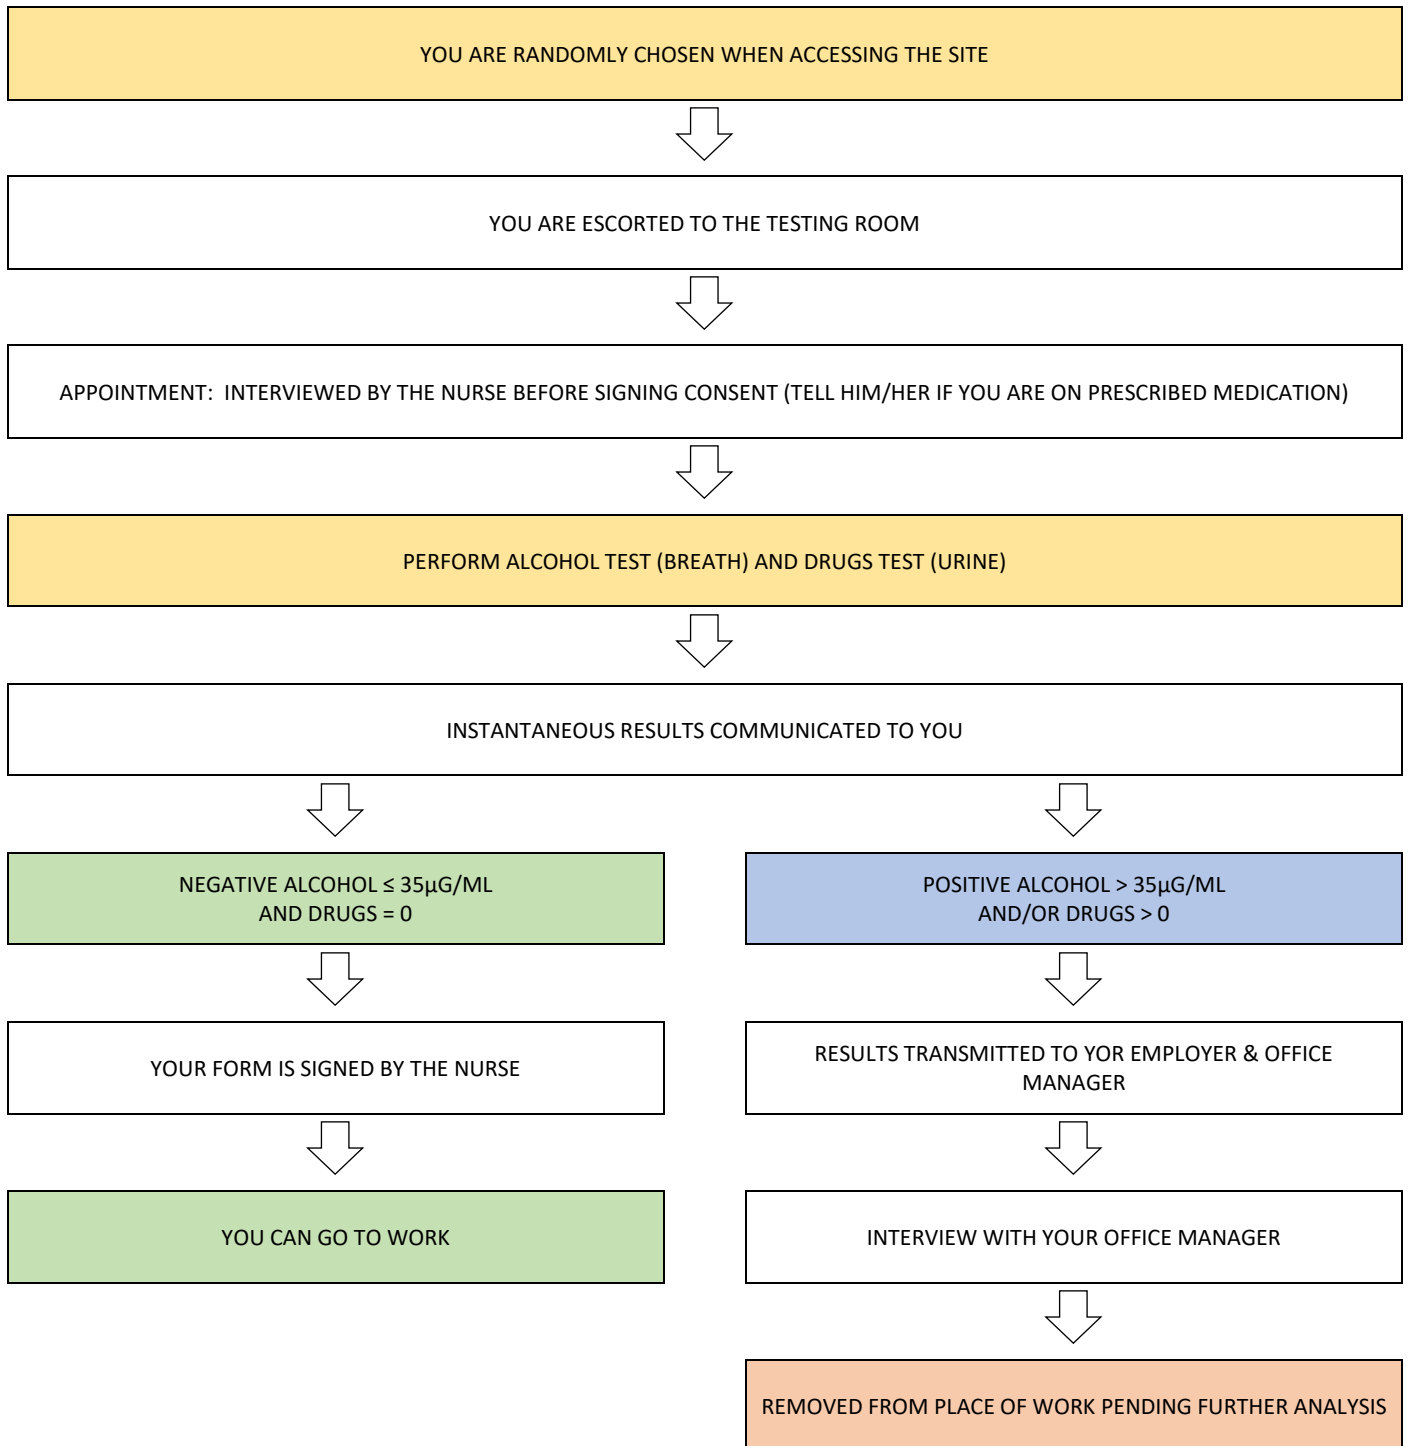 YOU ARE RANDOMLY CHOSEN WHEN ACCESSING THE SITE
YOU ARE ESCORTED TO THE TESTING ROOM
APPOINTMENT:  INTERVIEWED BY THE NURSE BEFORE SIGNING CONSENT (TELL HIM/HER IF YOU ARE ON PRESCRIBED MEDICATION)
PERFORM ALCOHOL TEST (BREATH) AND DRUGS TEST (URINE)
INSTANTANEOUS RESULTS COMMUNICATED TO YOU
NEGATIVE ALCOHOL ≤ 35µG/ML
AND DRUGS = 0
POSITIVE ALCOHOL > 35µG/ML
AND/OR DRUGS > 0
YOUR FORM IS SIGNED BY THE NURSE
RESULTS TRANSMITTED TO YOR EMPLOYER & OFFICE
MANAGER
YOU CAN GO TO WORK
INTERVIEW WITH YOUR OFFICE MANAGER
REMOVED FROM PLACE OF WORK PENDING FURTHER ANALYSIS